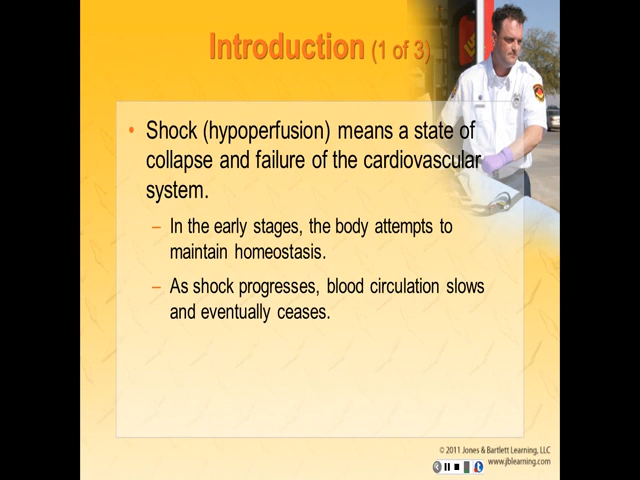 Introduction (1 of 3)
• Shock (hypoperfusion) means a state of
collapse and failure of the cardiovascular
system.
– In the early stages, the body attempts to
maintain homeostasis.
– As shock progresses, blood circulation slows
and eventually ceases.
© 2011 Jones & Bartlett Learning, LLC
www.jblearning.com